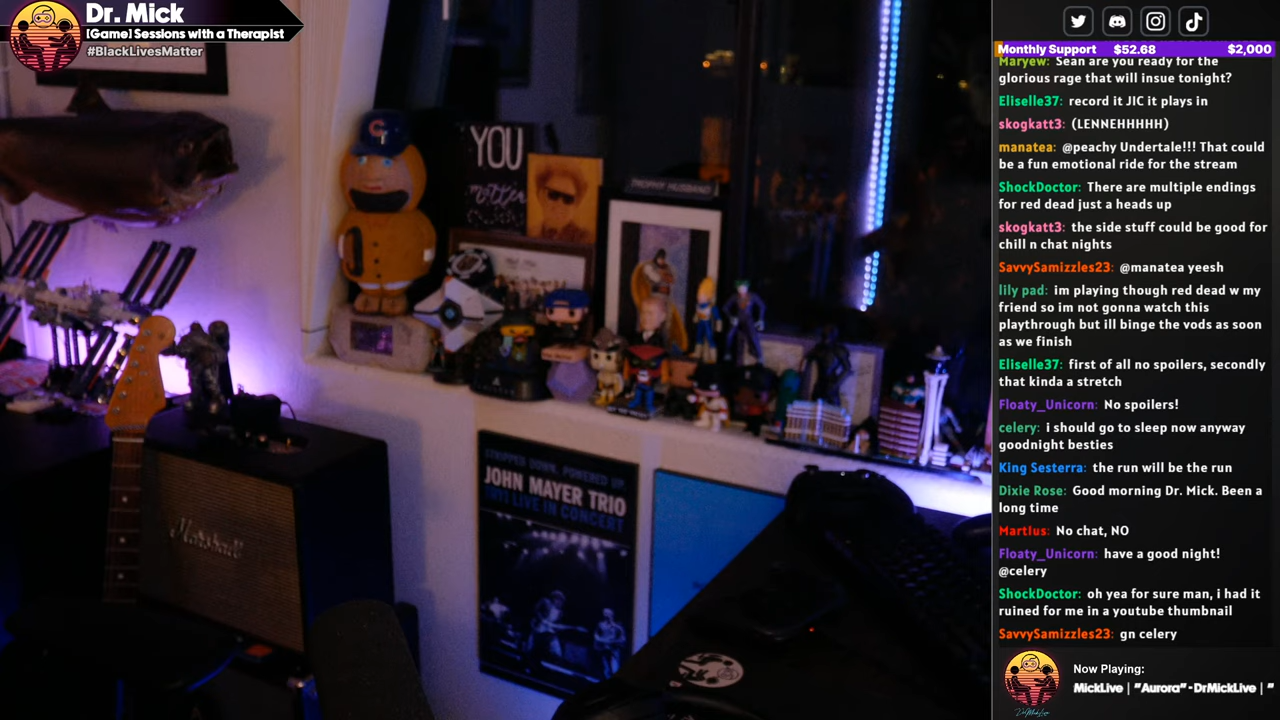 Dr. Mick
[Game] Sessions with a Therapist
#BlackLivesMatter
YOU
matter
TROPHY HUSBAND
STRIPPED DOWN. POWERED UP.
JOHN MAYER TRIO
LIVE IN CONCERT
Marshall
Monthly Support $52.68 $2,000
Maryew: Sean are you ready for the
glorious rage that will insue tonight?
Eliselle37: record it JIC it plays in
skogkatt3: (LENNEHHHHH)
manatea: @peachy Undertale!!! That could
be a fun emotional ride for the stream
ShockDoctor: There are multiple endings
for red dead just a heads up
skogkatt3: the side stuff could be good for
chill n chat nights
SavvySamizzles23: @manatea yeesh
lily pad: im playing though red dead w my
friend so im not gonna watch this
playthrough but ill binge the vods as soon
as we finish
Eliselle37: first of all no spoilers, secondly
that kinda a stretch
Floaty_Unicorn: No spoilers!
celery: i should go to sleep now anyway
goodnight besties
King Sesterra: the run will be the run
Dixie Rose: Good morning Dr. Mick. Been a
long time
Martlus: No chat, NO
Floaty_Unicorn: have a good night!
@celery
ShockDoctor: oh yea for sure man, i had it
ruined for me in a youtube thumbnail
SavvySamizzles23: gn celery
Now Playing:
MickLive | "Aurora" - DrMickLive | "